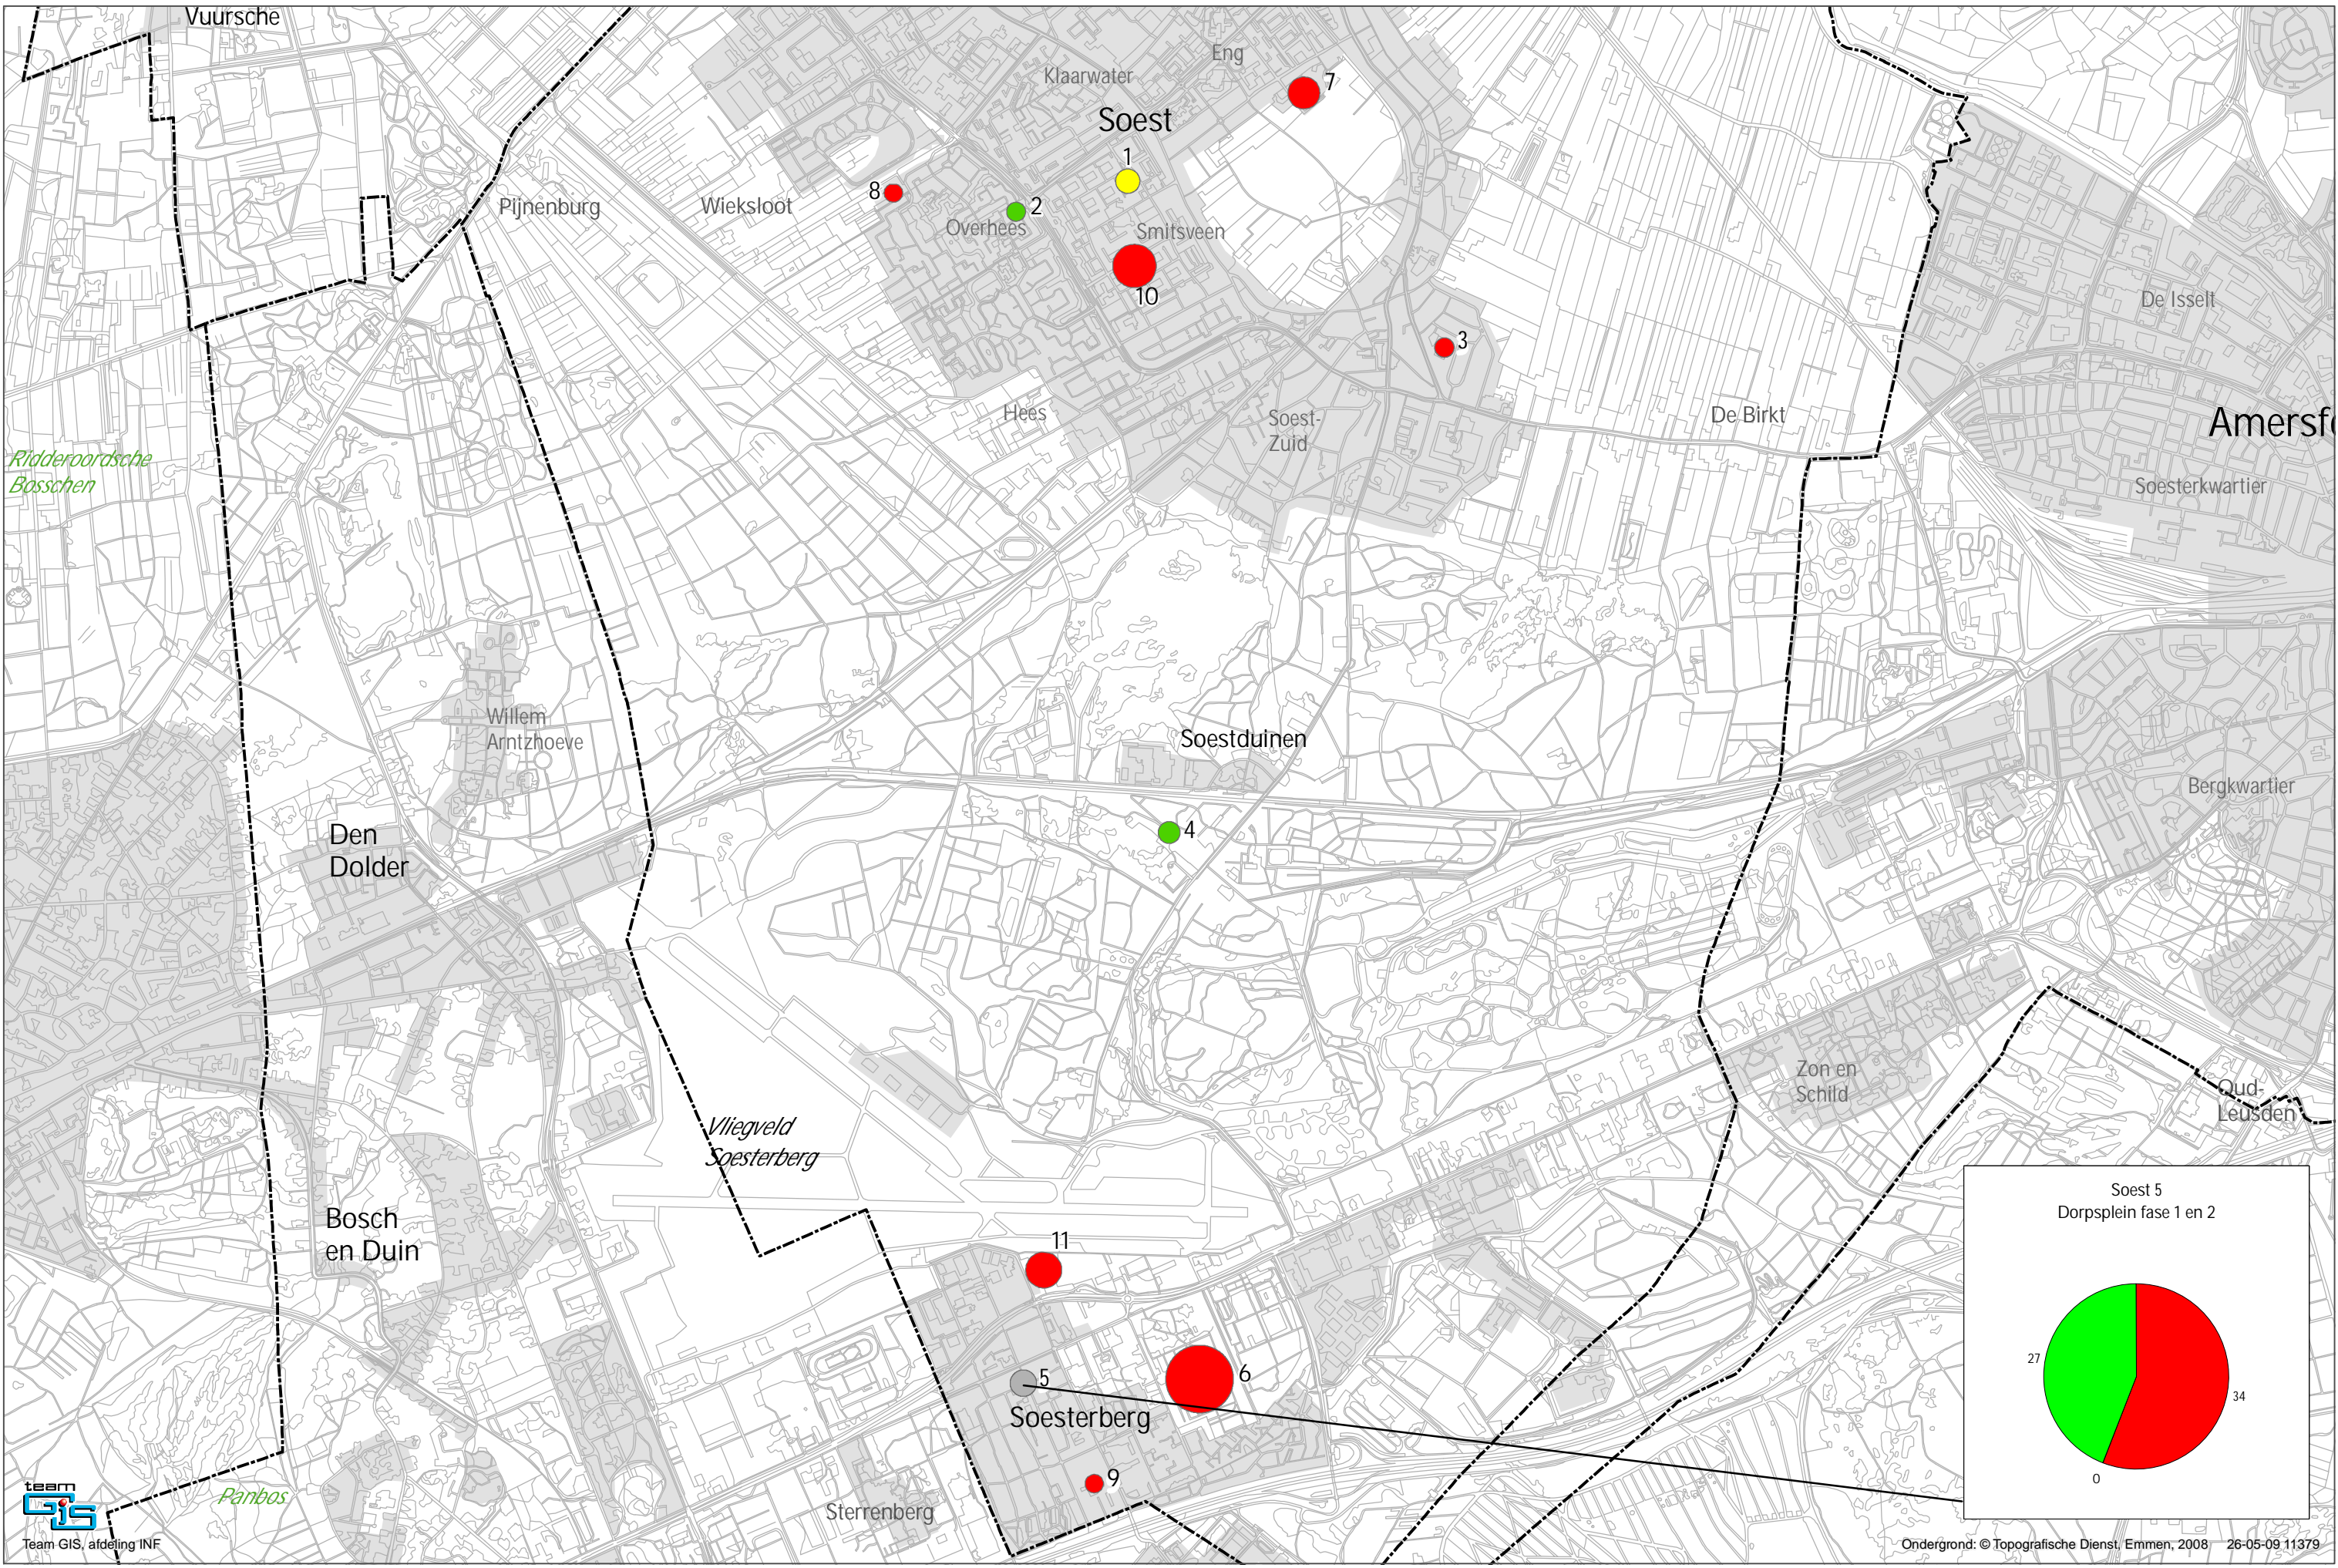 Vuursche
Eng
Klaarwater
7
Soest
1
8
Pijnenburg
Wieksloot
2
Overhees
Smitsveen
10
De Isselt
3
Hees
Soest-
Zuid
De Birkt
Amersfo
Ridderoordsche
Bosschen
Soesterkwartier
Willem
Arntzhoeve
Soestduinen
Bergkwartier
4
Den
Dolder
Zon en
Schild
Oud-
Leusden
Vliegveld
Soesterberg
Bosch
en Duin
11
5
6
Soesterberg
9
Sterrenberg
Panbos
Soest 5
Dorpsplein fase 1 en 2
27
34
0
team
GIS
Team GIS, afdeling INF
Ondergrond: © Topografische Dienst, Emmen, 2008 26-05-09 11379